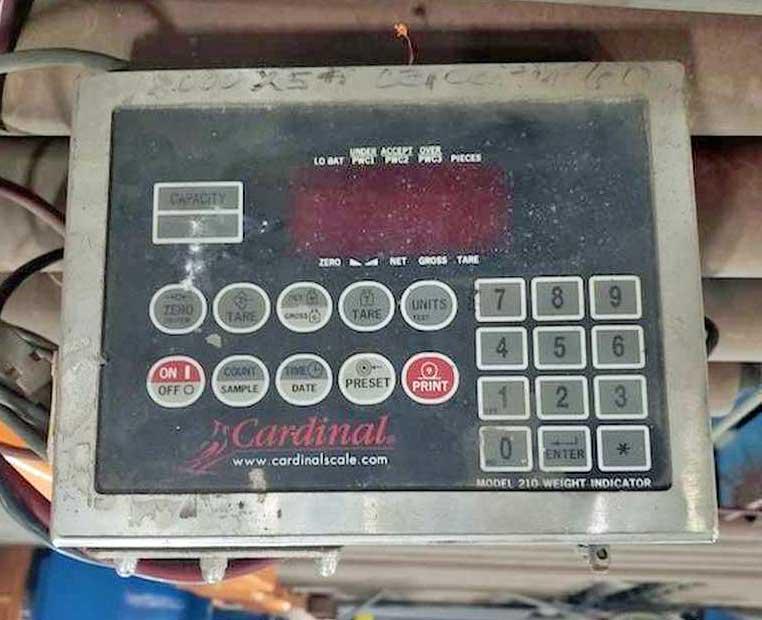 UNDER ACCEPT OVER
LO BAT PWC1 PWC2 PWC3 PIECES
CAPACITY
ZERO NET GROSS TARE
ZERO
TARE
NET
GROSS
TARE
UNITS
TEST
7 8 9
4 5 6
ON I
OFF O
COUNT
SAMPLE
TIME
DATE
PRESET
PRINT
1 2 3
Cardinal®
www.cardinalscale.com
0 ENTER *
MODEL 210 WEIGHT INDICATOR